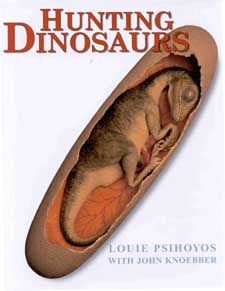 HUNTING
DINOSAURS
LOUIE PSIHOYOS
WITH JOHN KNOEBBER